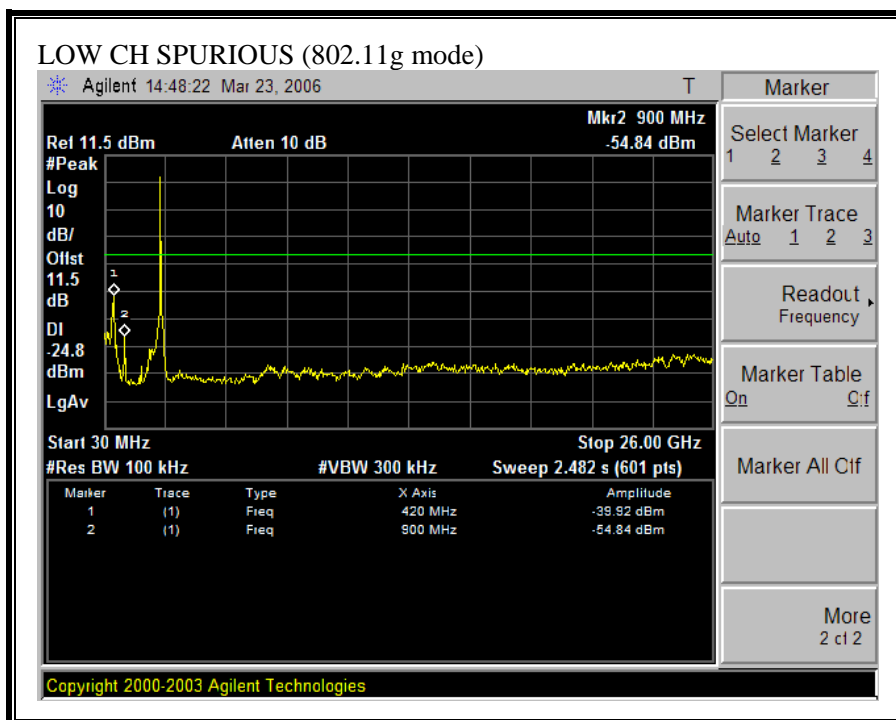 LOW CH SPURIOUS (802.11g mode)
Agilent 14:48:22 Mar 23, 2006 T
Marker
Mkr2 900 MHz
Ref 11.5 dBm Atten 10 dB -54.84 dBm
#Peak
Log
10
dB/
Offst
11.5
dB
DI
-24.8
dBm
LgAv
1
2
Start 30 MHz Stop 26.00 GHz
#Res BW 100 kHz #VBW 300 kHz Sweep 2.482 s (601 pts)
Marker Trace Type X Axis Amplitude
1 (1) Freq 420 MHz -39.92 dBm
2 (1) Freq 900 MHz -54.84 dBm
Select Marker
1 2 3 4
Marker Trace
Auto 1 2 3
Readout
Frequency
Marker Table
On Off
Marker All Off
More
2 of 2
Copyright 2000-2003 Agilent Technologies